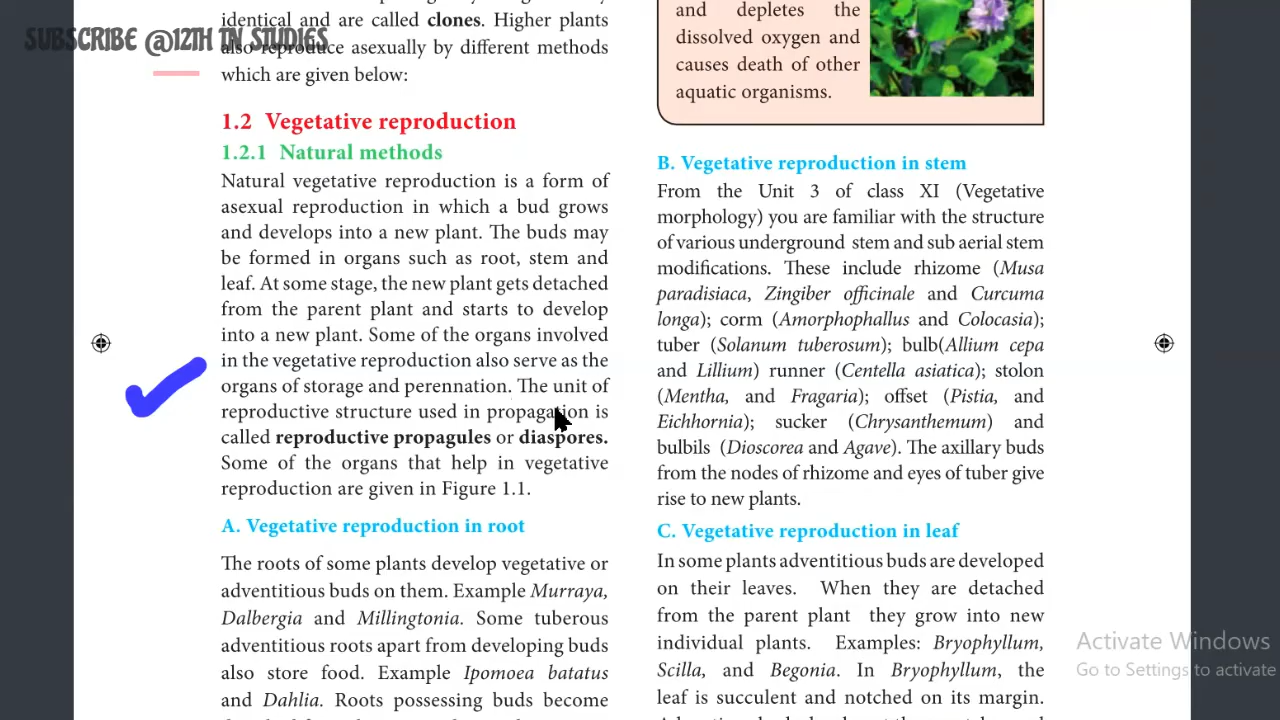 SUBSCRIBE @12TH IN STUDIES
identical and are called clones. Higher plants
also reproduce asexually by different methods
which are given below:
1.2 Vegetative reproduction
1.2.1 Natural methods
Natural vegetative reproduction is a form of
asexual reproduction in which a bud grows
and develops into a new plant. The buds may
be formed in organs such as root, stem and
leaf. At some stage, the new plant gets detached
from the parent plant and starts to develop
into a new plant. Some of the organs involved
in the vegetative reproduction also serve as the
organs of storage and perennation. The unit of
reproductive structure used in propagation is
called reproductive propagules or diaspores.
Some of the organs that help in vegetative
reproduction are given in Figure 1.1.
A. Vegetative reproduction in root
The roots of some plants develop vegetative or
adventitious buds on them. Example Murraya,
Dalbergia and Millingtonia. Some tuberous
adventitious roots apart from developing buds
also store food. Example Ipomoea batatus
and Dahlia. Roots possessing buds become
and depletes the
dissolved oxygen and
causes death of other
aquatic organisms.
B. Vegetative reproduction in stem
From the Unit 3 of class XI (Vegetative
morphology) you are familiar with the structure
of various underground stem and sub aerial stem
modifications. These include rhizome (Musa
paradisiaca, Zingiber officinale and Curcuma
longa); corm (Amorphophallus and Colocasia);
tuber (Solanum tuberosum); bulb(Allium cepa
and Lillium) runner (Centella asiatica); stolon
(Mentha, and Fragaria); offset (Pistia, and
Eichhornia); sucker (Chrysanthemum) and
bulbils (Dioscorea and Agave). The axillary buds
from the nodes of rhizome and eyes of tuber give
rise to new plants.
C. Vegetative reproduction in leaf
In some plants adventitious buds are developed
on their leaves. When they are detached
from the parent plant they grow into new
individual plants. Examples: Bryophyllum,
Scilla, and Begonia. In Bryophyllum, the
leaf is succulent and notched on its margin.
Activate Windows
Go to Settings to activate